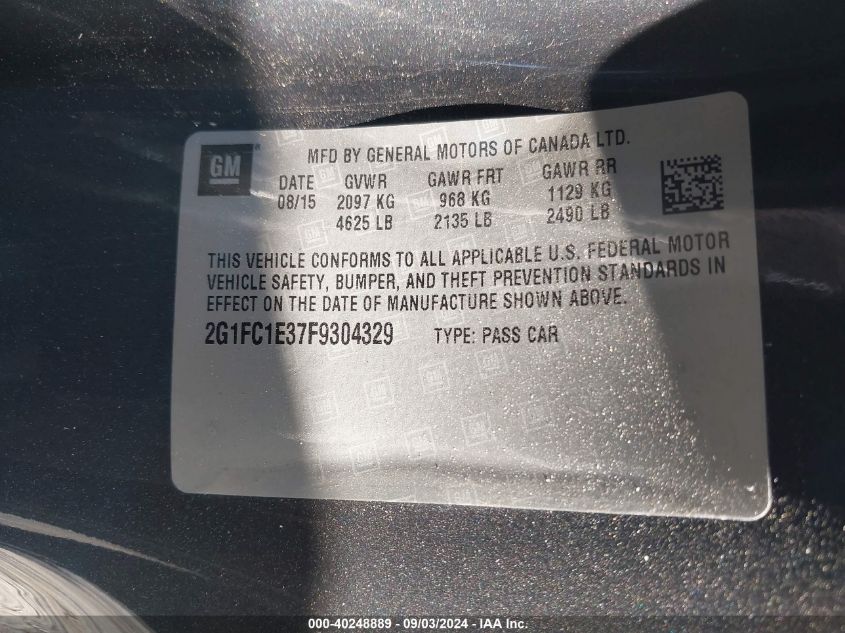 GM
MFD BY GENERAL MOTORS OF CANADA LTD.
DATE GVWR GAWR FRT GAWR RR
08/15 2097 KG 968 KG 1129 KG
4625 LB 2135 LB 2490 LB
THIS VEHICLE CONFORMS TO ALL APPLICABLE U.S. FEDERAL MOTOR
VEHICLE SAFETY, BUMPER, AND THEFT PREVENTION STANDARDS IN
EFFECT ON THE DATE OF MANUFACTURE SHOWN ABOVE.
2G1FC1E37F9304329 TYPE: PASS CAR
000-40248889 - 09/03/2024 - IAA Inc.